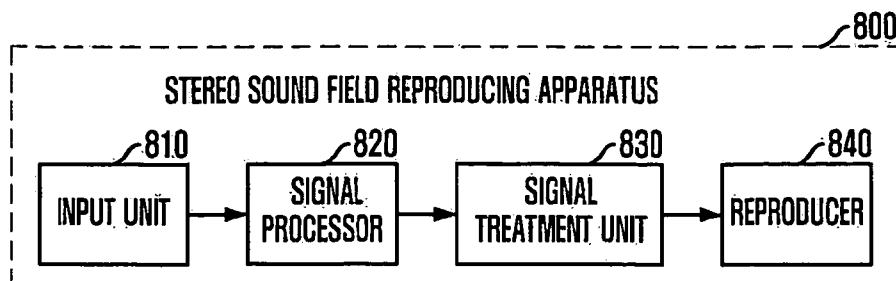 800
STEREO SOUND FIELD REPRODUCING APPARATUS
810
820
830
840
INPUT UNIT
SIGNAL
PROCESSOR
SIGNAL
TREATMENT UNIT
REPRODUCER